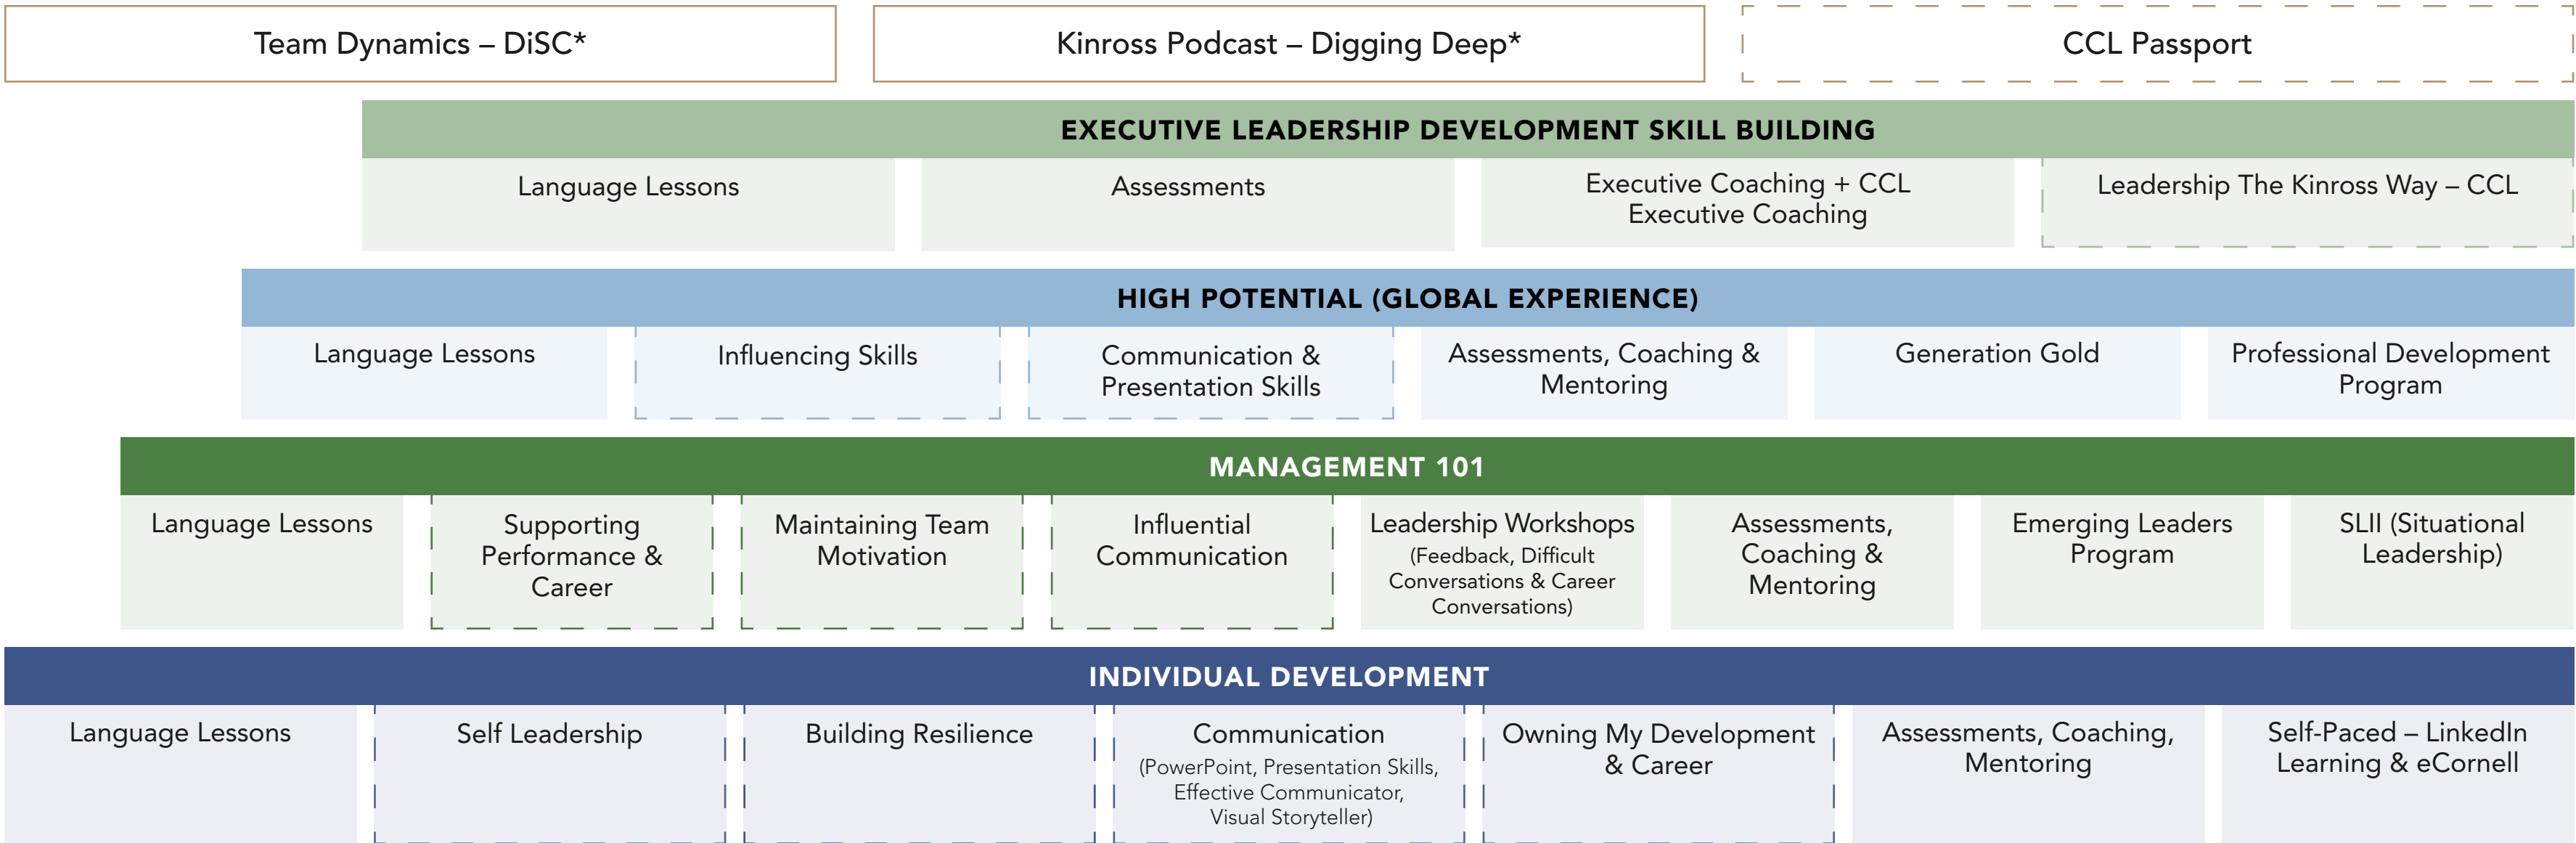 Team Dynamics – DiSC*
Kinross Podcast – Digging Deep*
CCL Passport
EXECUTIVE LEADERSHIP DEVELOPMENT SKILL BUILDING
Language Lessons
Assessments
Executive Coaching + CCL
Executive Coaching
Leadership The Kinross Way – CCL
HIGH POTENTIAL (GLOBAL EXPERIENCE)
Language Lessons
Influencing Skills
Communication &
Presentation Skills
Assessments, Coaching &
Mentoring
Generation Gold
Professional Development
Program
MANAGEMENT 101
Language Lessons
Supporting
Performance &
Career
Maintaining Team
Motivation
Influential
Communication
Leadership Workshops
(Feedback, Difficult
Conversations & Career
Conversations)
Assessments,
Coaching &
Mentoring
Emerging Leaders
Program
SLII (Situational
Leadership)
INDIVIDUAL DEVELOPMENT
Language Lessons
Self Leadership
Building Resilience
Communication
(PowerPoint, Presentation Skills,
Effective Communicator,
Visual Storyteller)
Owning My Development
& Career
Assessments, Coaching,
Mentoring
Self-Paced – LinkedIn
Learning & eCornell